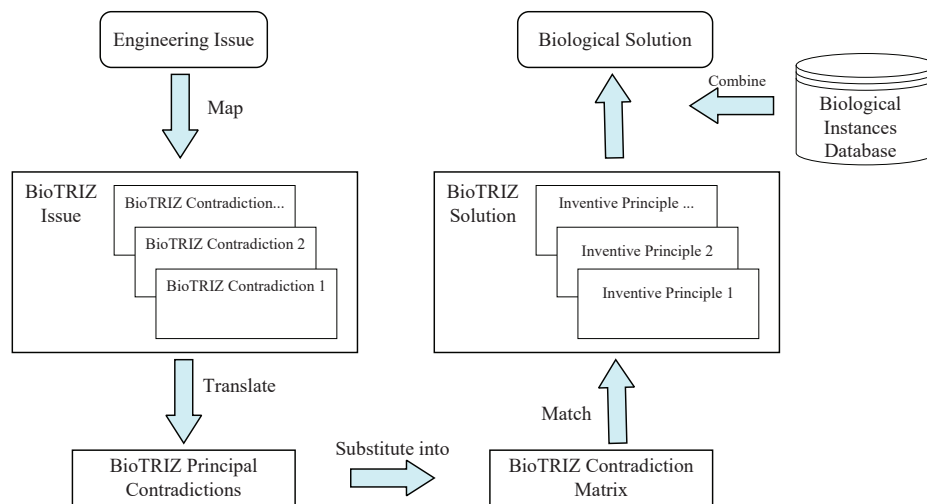 Engineering Issue
Map
BioTRIZ
Issue
BioTRIZ Contradiction...
BioTRIZ Contradiction 2
BioTRIZ Contradiction 1
Translate
BioTRIZ Principal
Contradictions
Substitute into
BioTRIZ Contradiction
Matrix
Match
BioTRIZ
Solution
Inventive Principle ...
Inventive Principle 2
Inventive Principle 1
Biological Solution
Combine
Biological
Instances
Database